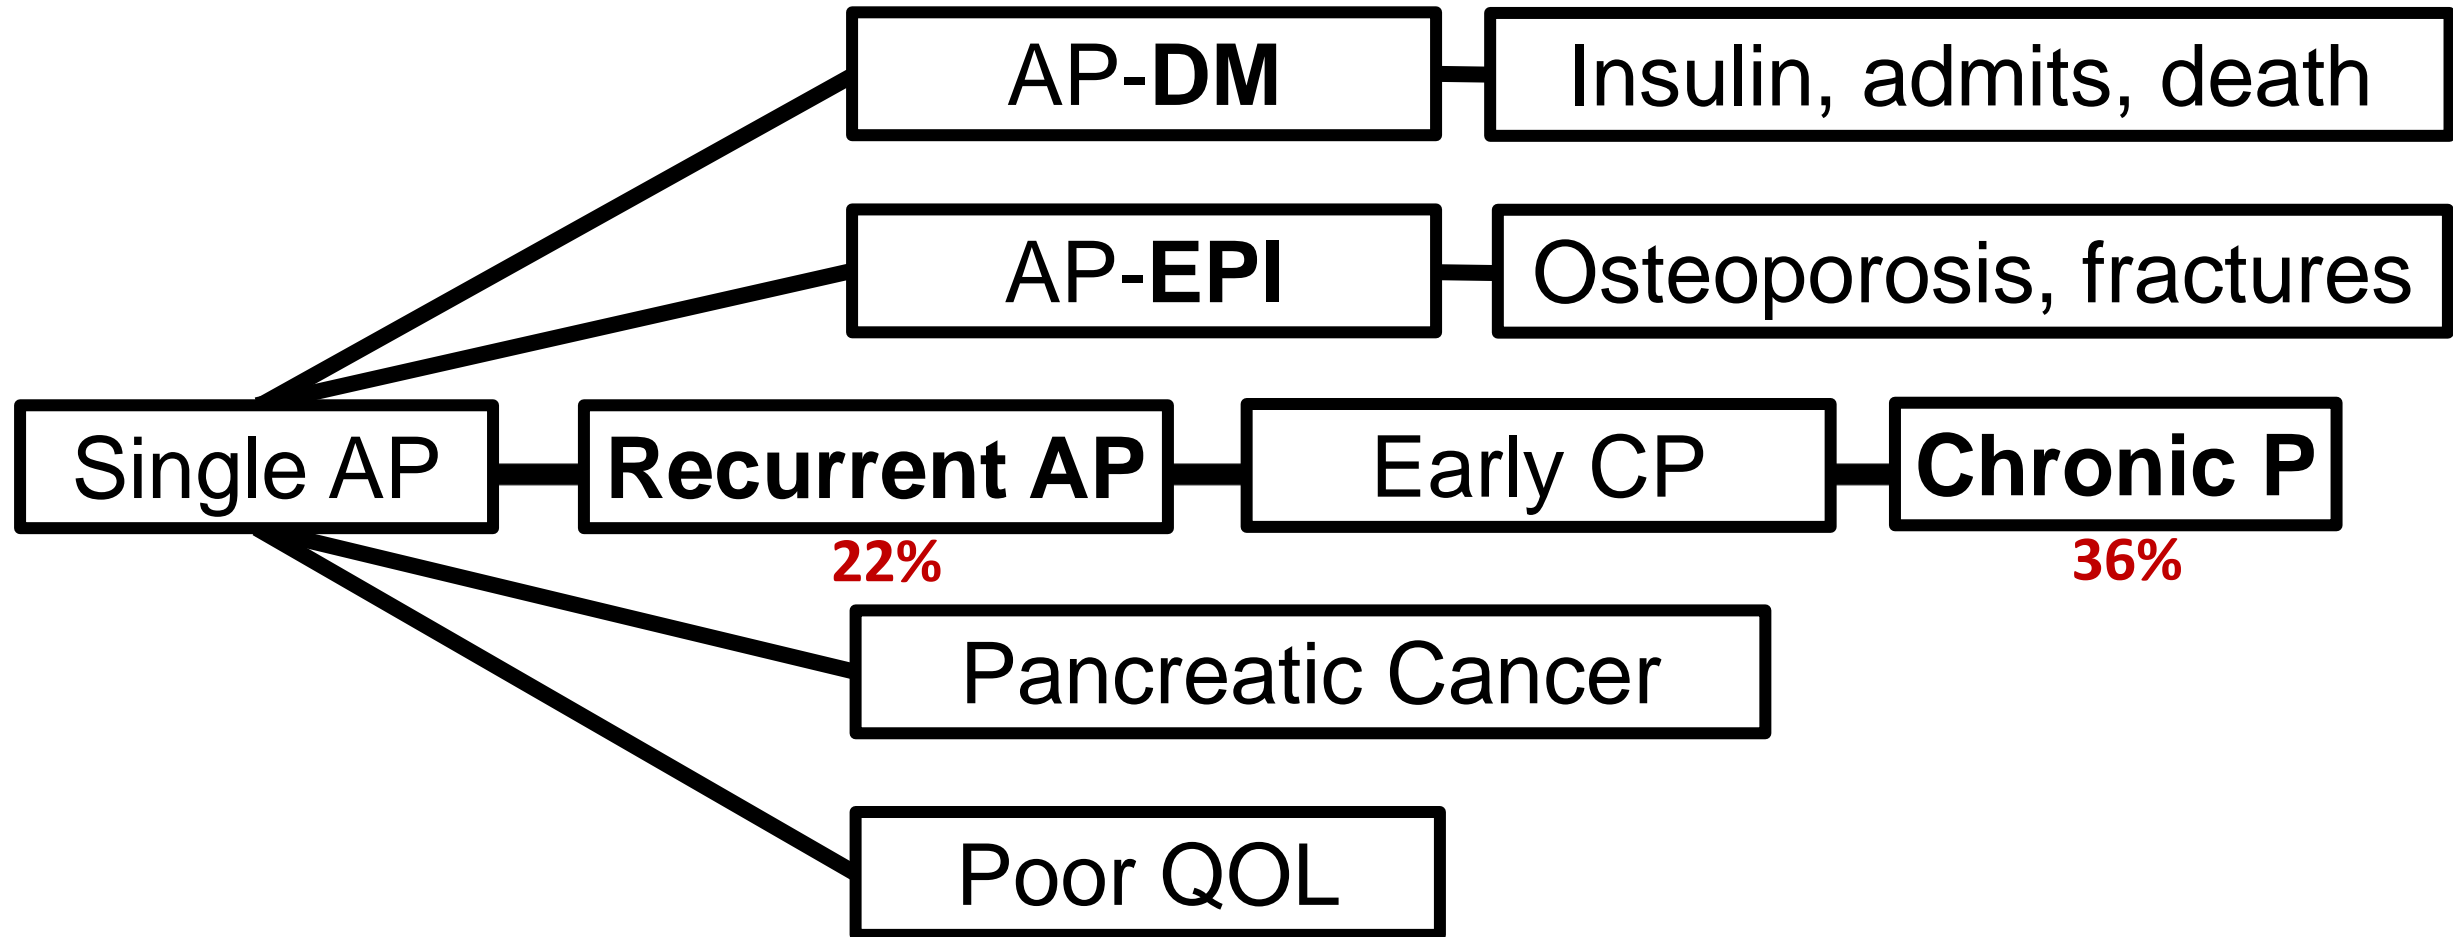 AP-DM
Insulin, admits, death
AP-EPI
Osteoporosis, fractures
Single AP
Recurrent AP
Early CP
Chronic P
22%
36%
Pancreatic Cancer
Poor QOL